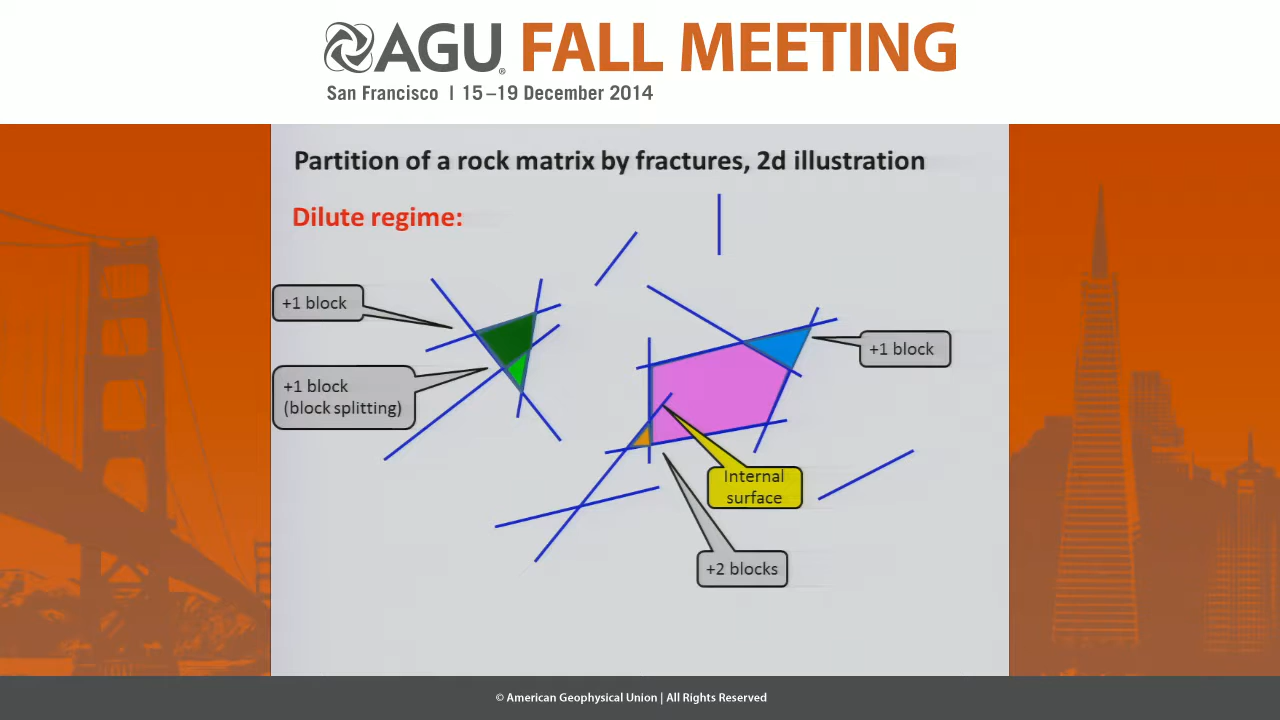 AGU® FALL MEETING
San Francisco | 15–19 December 2014
Partition of a rock matrix by fractures, 2d illustration
Dilute regime:
+1 block
+1 block
(block splitting)
+1 block
Internal
surface
+2 blocks
© American Geophysical Union | All Rights Reserved